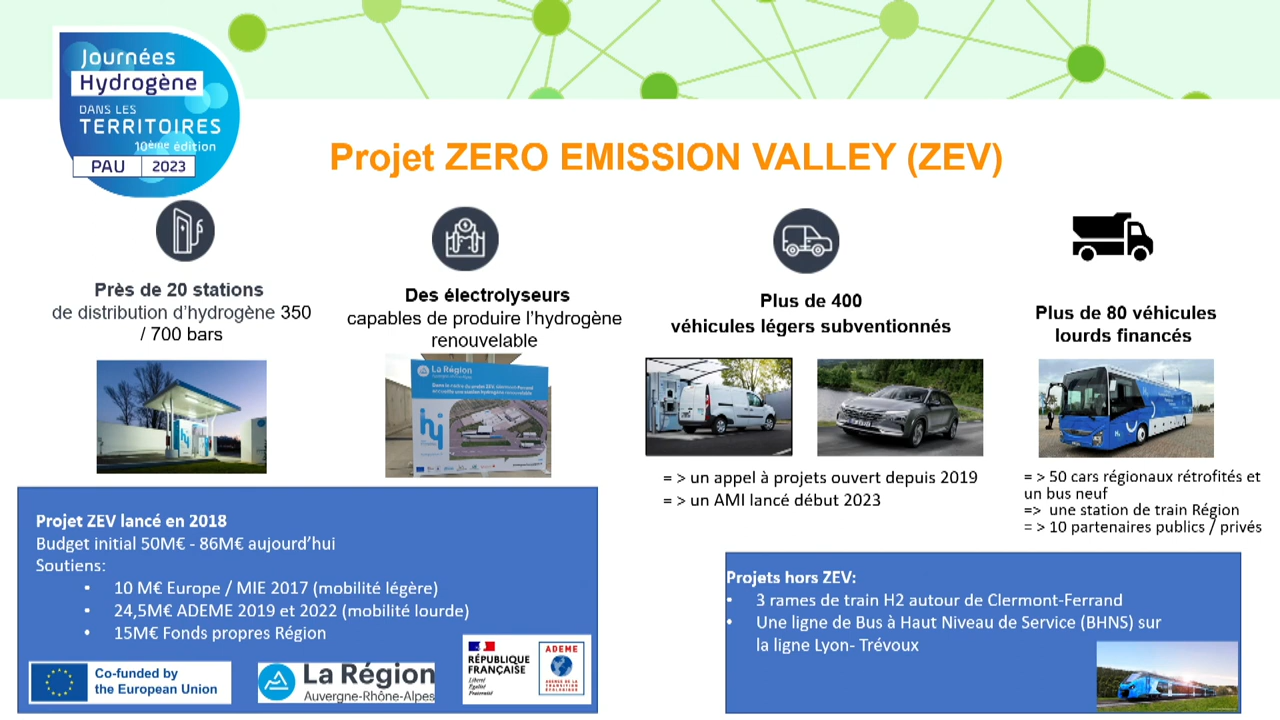 Journées
Hydrogène
DANS LES
TERRITOIRES
10ème édition
PAU 2023
Projet ZERO EMISSION VALLEY (ZEV)
Près de 20 stations
de distribution d'hydrogène 350
/ 700 bars
Des électrolyseurs
capables de produire l'hydrogène
renouvelable
Plus de 400
véhicules légers subventionnés
Plus de 80 véhicules
lourds financés
La Région
hy
= > un appel à projets ouvert depuis 2019
= > un AMI lancé début 2023
= > 50 cars régionaux rétrofités et
un bus neuf
=> une station de train Région
= > 10 partenaires publics / privés
Projet ZEV lancé en 2018
Budget initial 50M€ - 86M€ aujourd'hui
Soutiens:
• 10 M€ Europe / MIE 2017 (mobilité légère)
• 24,5M€ ADEME 2019 et 2022 (mobilité lourde)
• 15M€ Fonds propres Région
Co-funded by
the European Union
La Région
Auvergne-Rhône-Alpes
RÉPUBLIQUE
FRANÇAISE
Liberté
Égalité
Fraternité
ADEME
AGENCE DE LA
TRANSITION
ÉCOLOGIQUE
Projets hors ZEV:
• 3 rames de train H2 autour de Clermont-Ferrand
• Une ligne de Bus à Haut Niveau de Service (BHNS) sur
la ligne Lyon- Trévoux